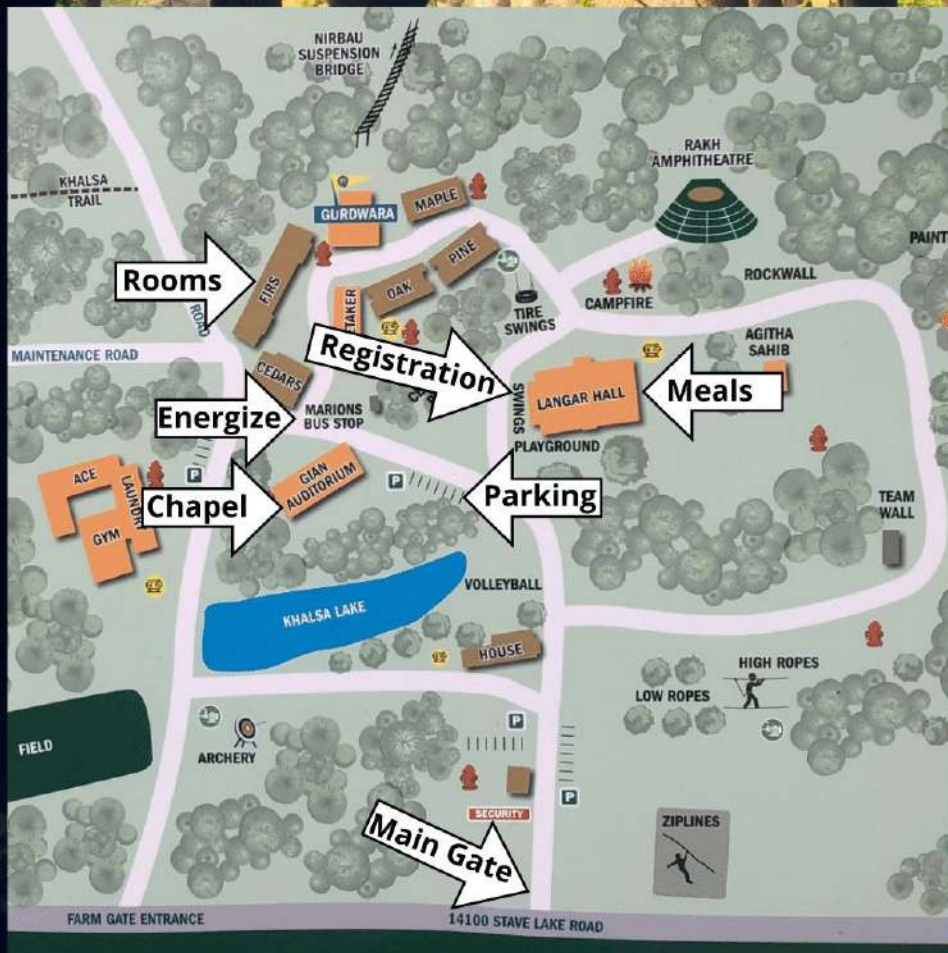 NIRBAU
SUSPENSION
BRIDGE
RAKH
AMPHITHEATRE
KHALSA
TRAIL
MAPLE
GURDWARA
PINE
ROCKWALL
Rooms
FIRS
OAK
CAMPFIRE
TIRE
SWINGS
ROAD
AGITHA
SAHIB
MAINTENANCE ROAD
Registration
CEDARS
SWINGS
LANGAR HALL
Meals
Energize
MARIONS
BUS STOP
PLAYGROUND
ACE
P
GIAN
AUDITORIUM
P
Parking
Chapel
TEAM
WALL
GYM
VOLLEYBALL
KHALSA LAKE
HOUSE
HIGH ROPES
LOW ROPES
P
FIELD
ARCHERY
P
SECURITY
ZIPLINES
Main Gate
FARM GATE ENTRANCE
14100 STAVE LAKE ROAD